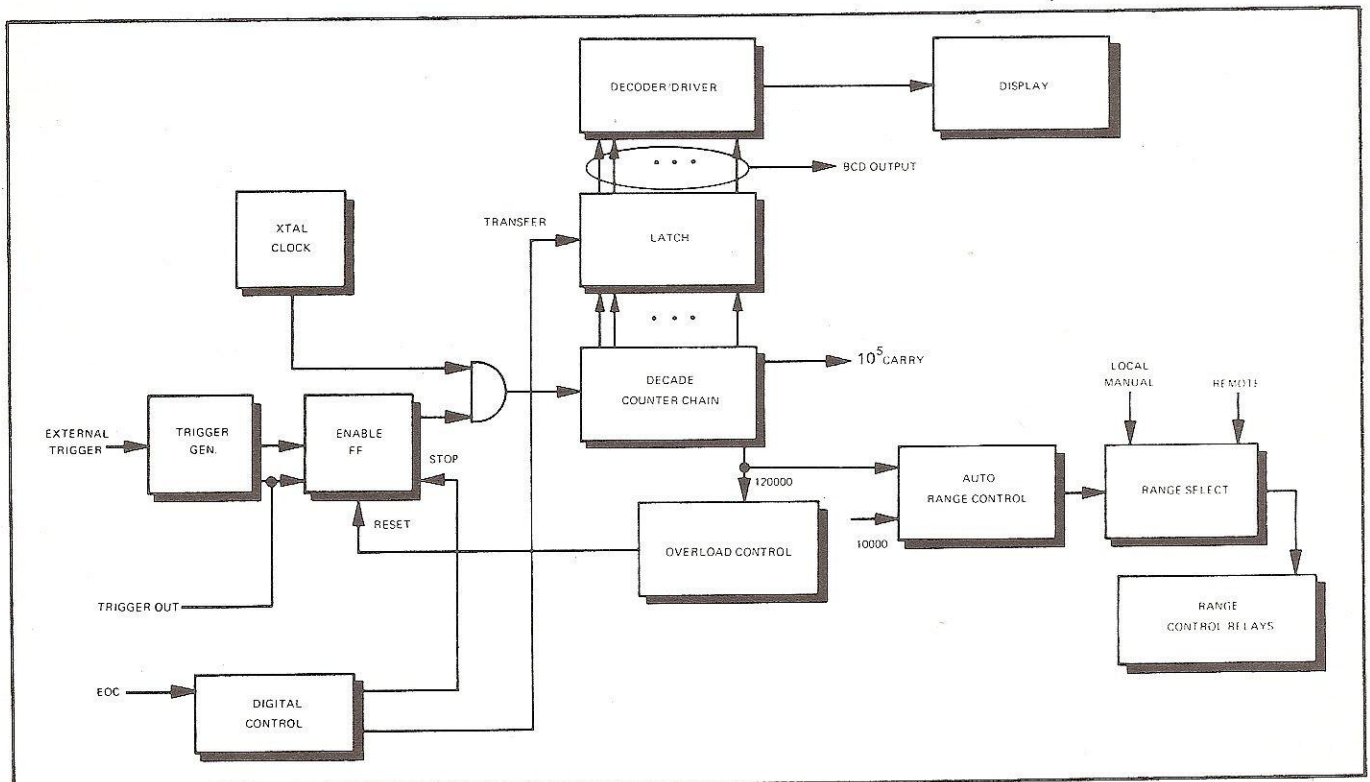 DECODER/DRIVER
DISPLAY
BCD OUTPUT
XTAL
CLOCK
TRANSFER
LATCH
DECADE
COUNTER CHAIN
10⁵ CARRY
LOCAL
MANUAL
REMOTE
EXTERNAL
TRIGGER
TRIGGER
GEN.
ENABLE
FF
STOP
120000
AUTO
RANGE CONTROL
RANGE SELECT
RESET
OVERLOAD CONTROL
10000
TRIGGER OUT
RANGE
CONTROL RELAYS
EOC
DIGITAL
CONTROL